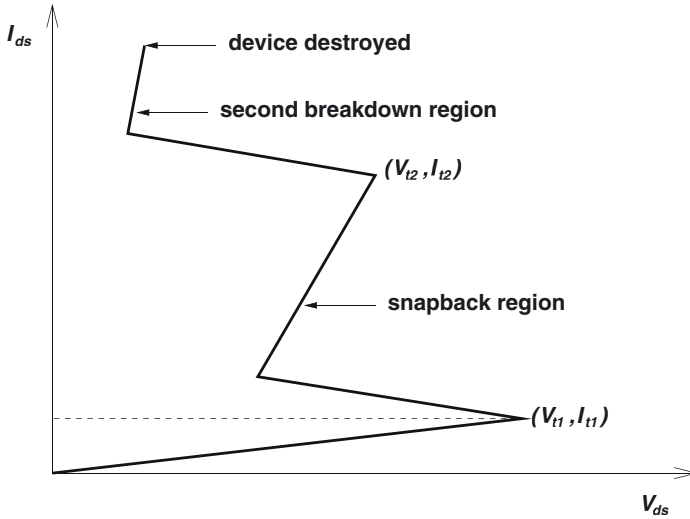 I_ds
device destroyed
second breakdown region
(V_t2 , I_t2)
snapback region
(V_t1 , I_t1)
V_ds